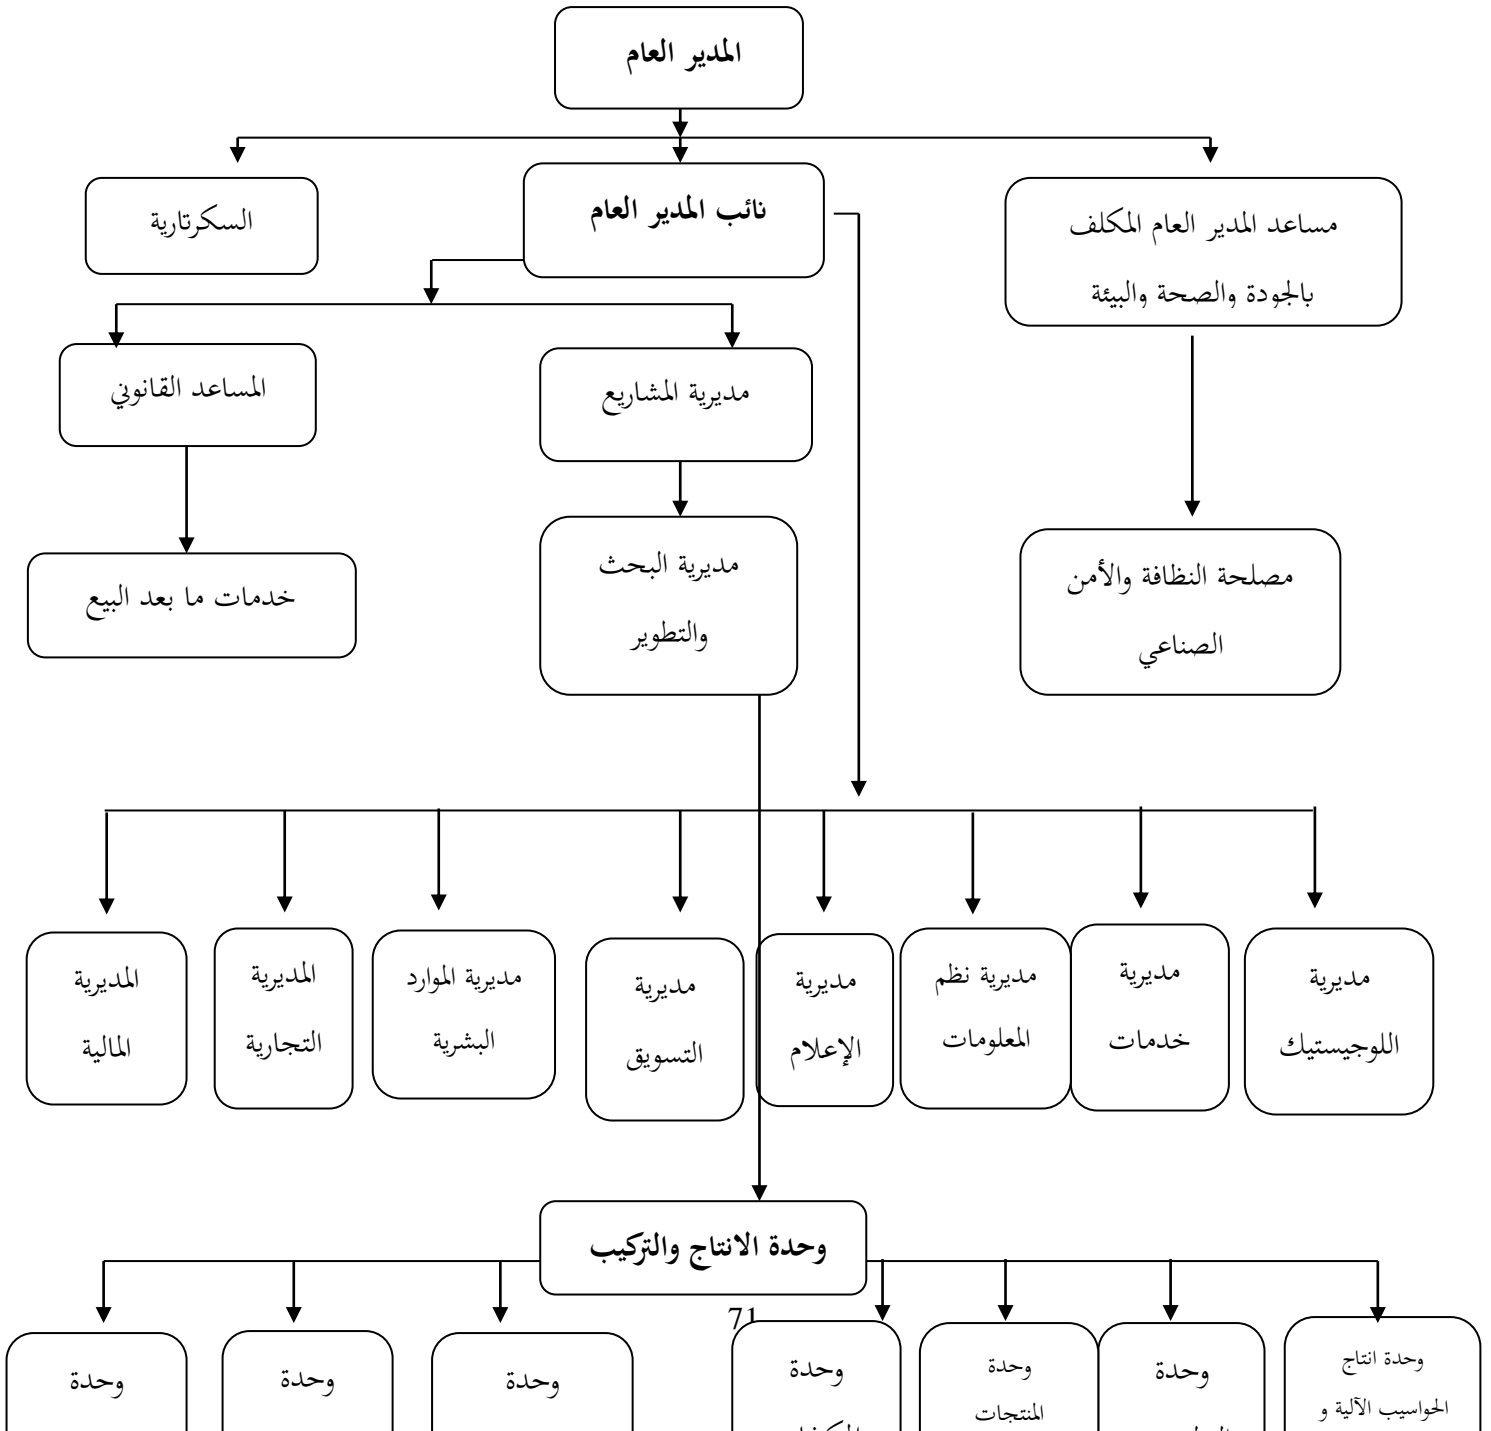 المدير العام
مساعد المدير العام المكلف
بالجودة والصحة والبيئة
نائب المدير العام
السكرتارية
مديرية المشاريع
المساعد القانوني
مصلحة النظافة والأمن
الصناعي
مديرية البحث
والتطوير
خدمات ما بعد البيع
مديرية
اللوجيستيك
مديرية
خدمات
مديرية نظم
المعلومات
مديرية
الإعلام
مديرية
التسويق
مديرية الموارد
البشرية
المديرية
التجارية
المديرية
المالية
وحدة الانتاج والتركيب
71
وحدة انتاج
الحواسيب الآلية و
وحدة
وحدة
المنتجات
وحدة
وحدة
وحدة
وحدة